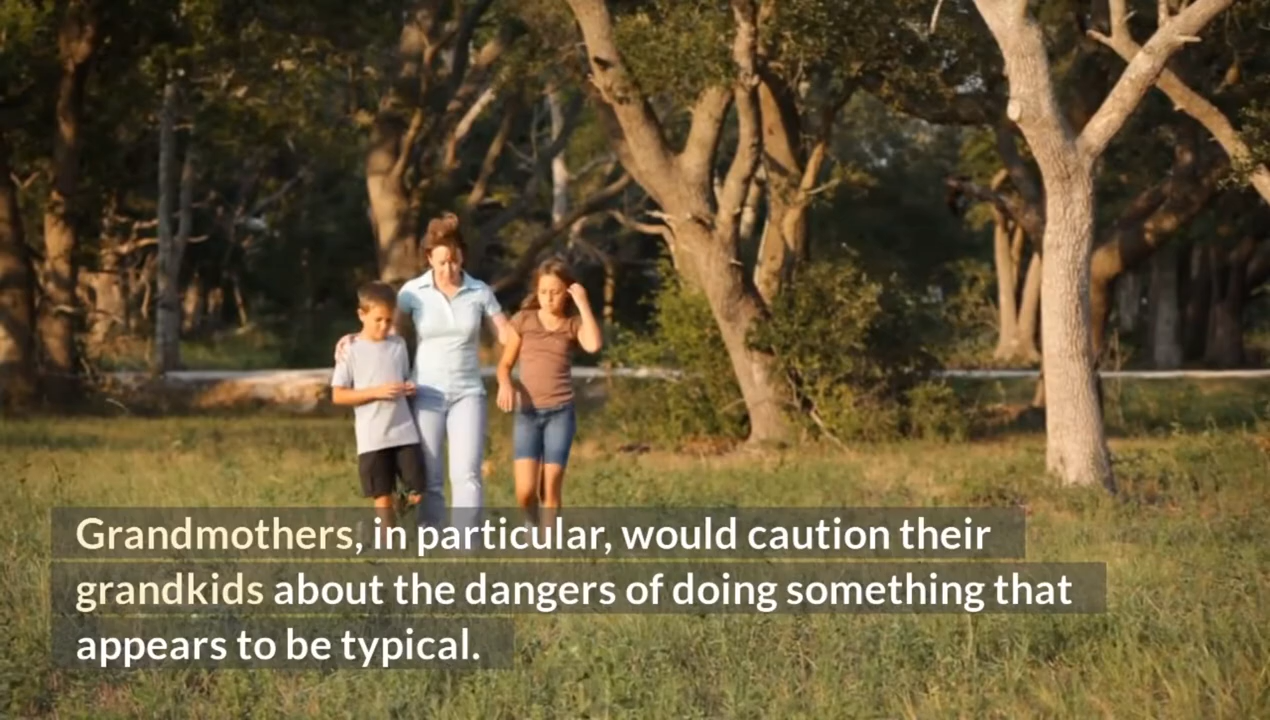 Grandmothers, in particular, would caution their
grandkids about the dangers of doing something that
appears to be typical.